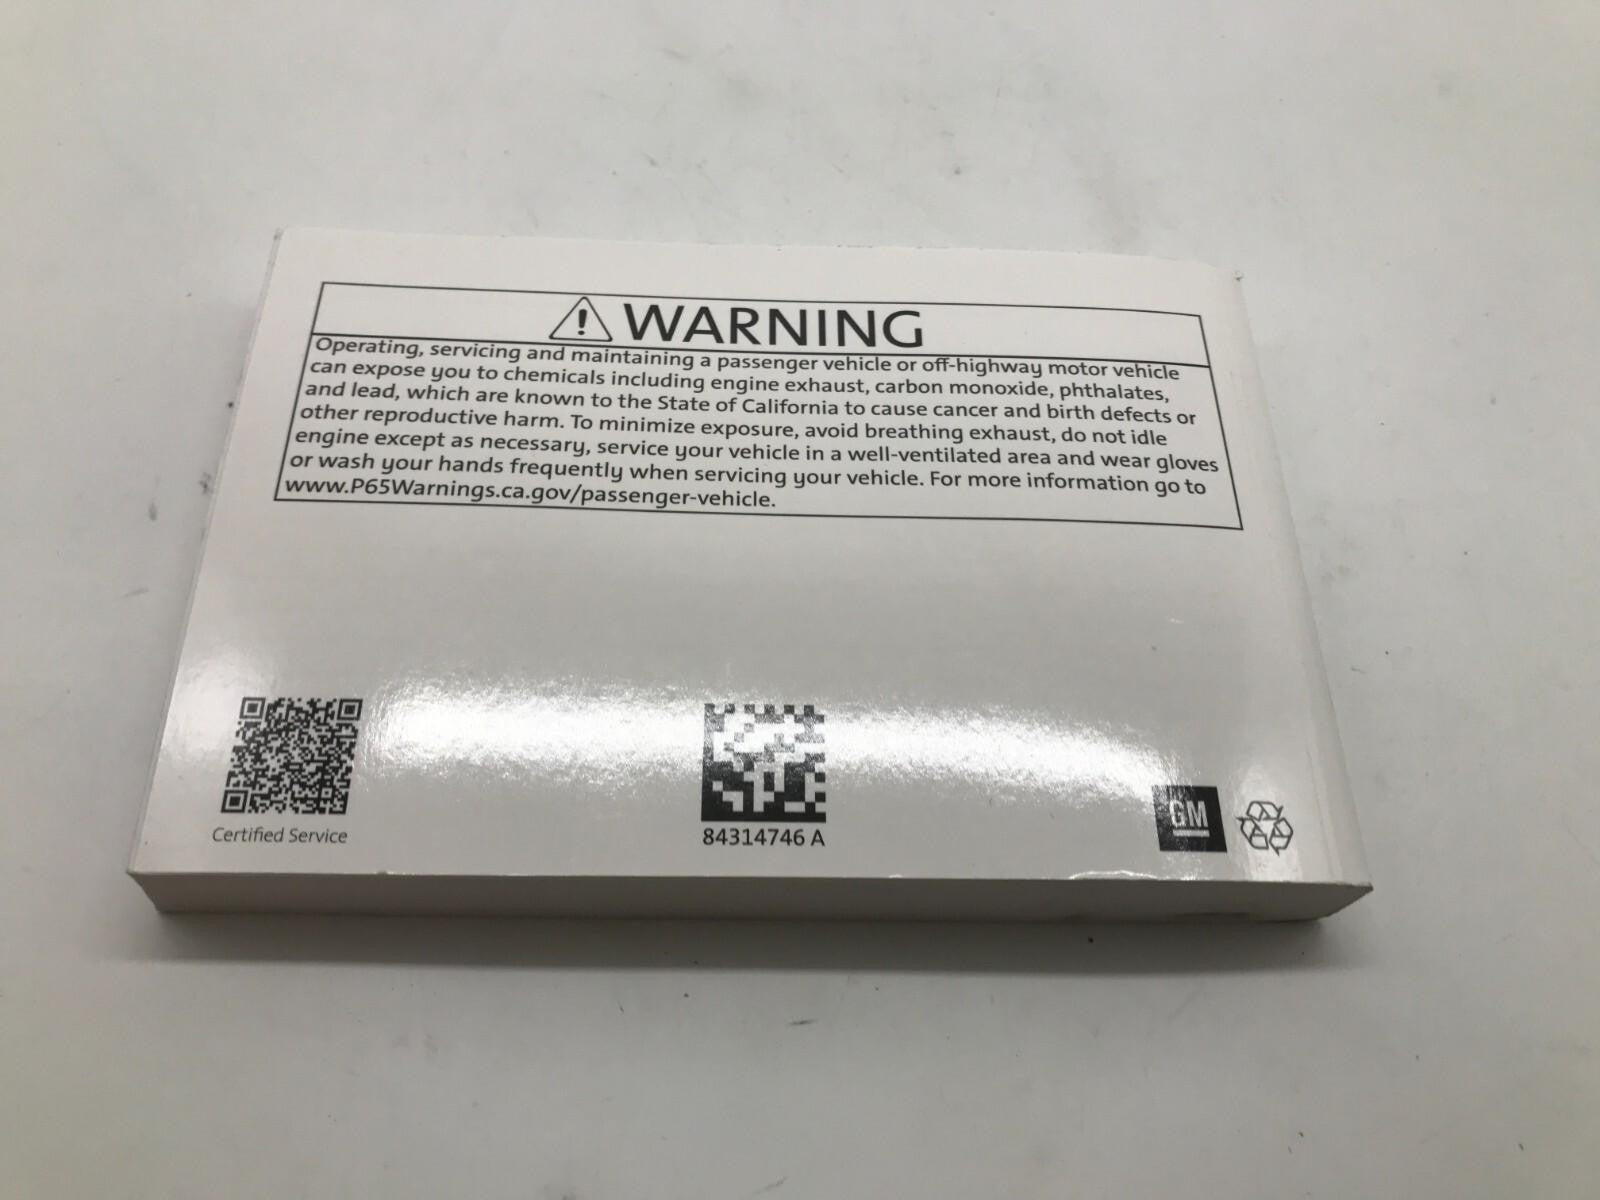 WARNING
Operating, servicing and maintaining a passenger vehicle or off-highway motor vehicle
can expose you to chemicals including engine exhaust, carbon monoxide, phthalates,
and lead, which are known to the State of California to cause cancer and birth defects or
other reproductive harm. To minimize exposure, avoid breathing exhaust, do not idle
engine except as necessary, service your vehicle in a well-ventilated area and wear gloves
or wash your hands frequently when servicing your vehicle. For more information go to
www.P65Warnings.ca.gov/passenger-vehicle.
Certified Service
84314746 A
GM